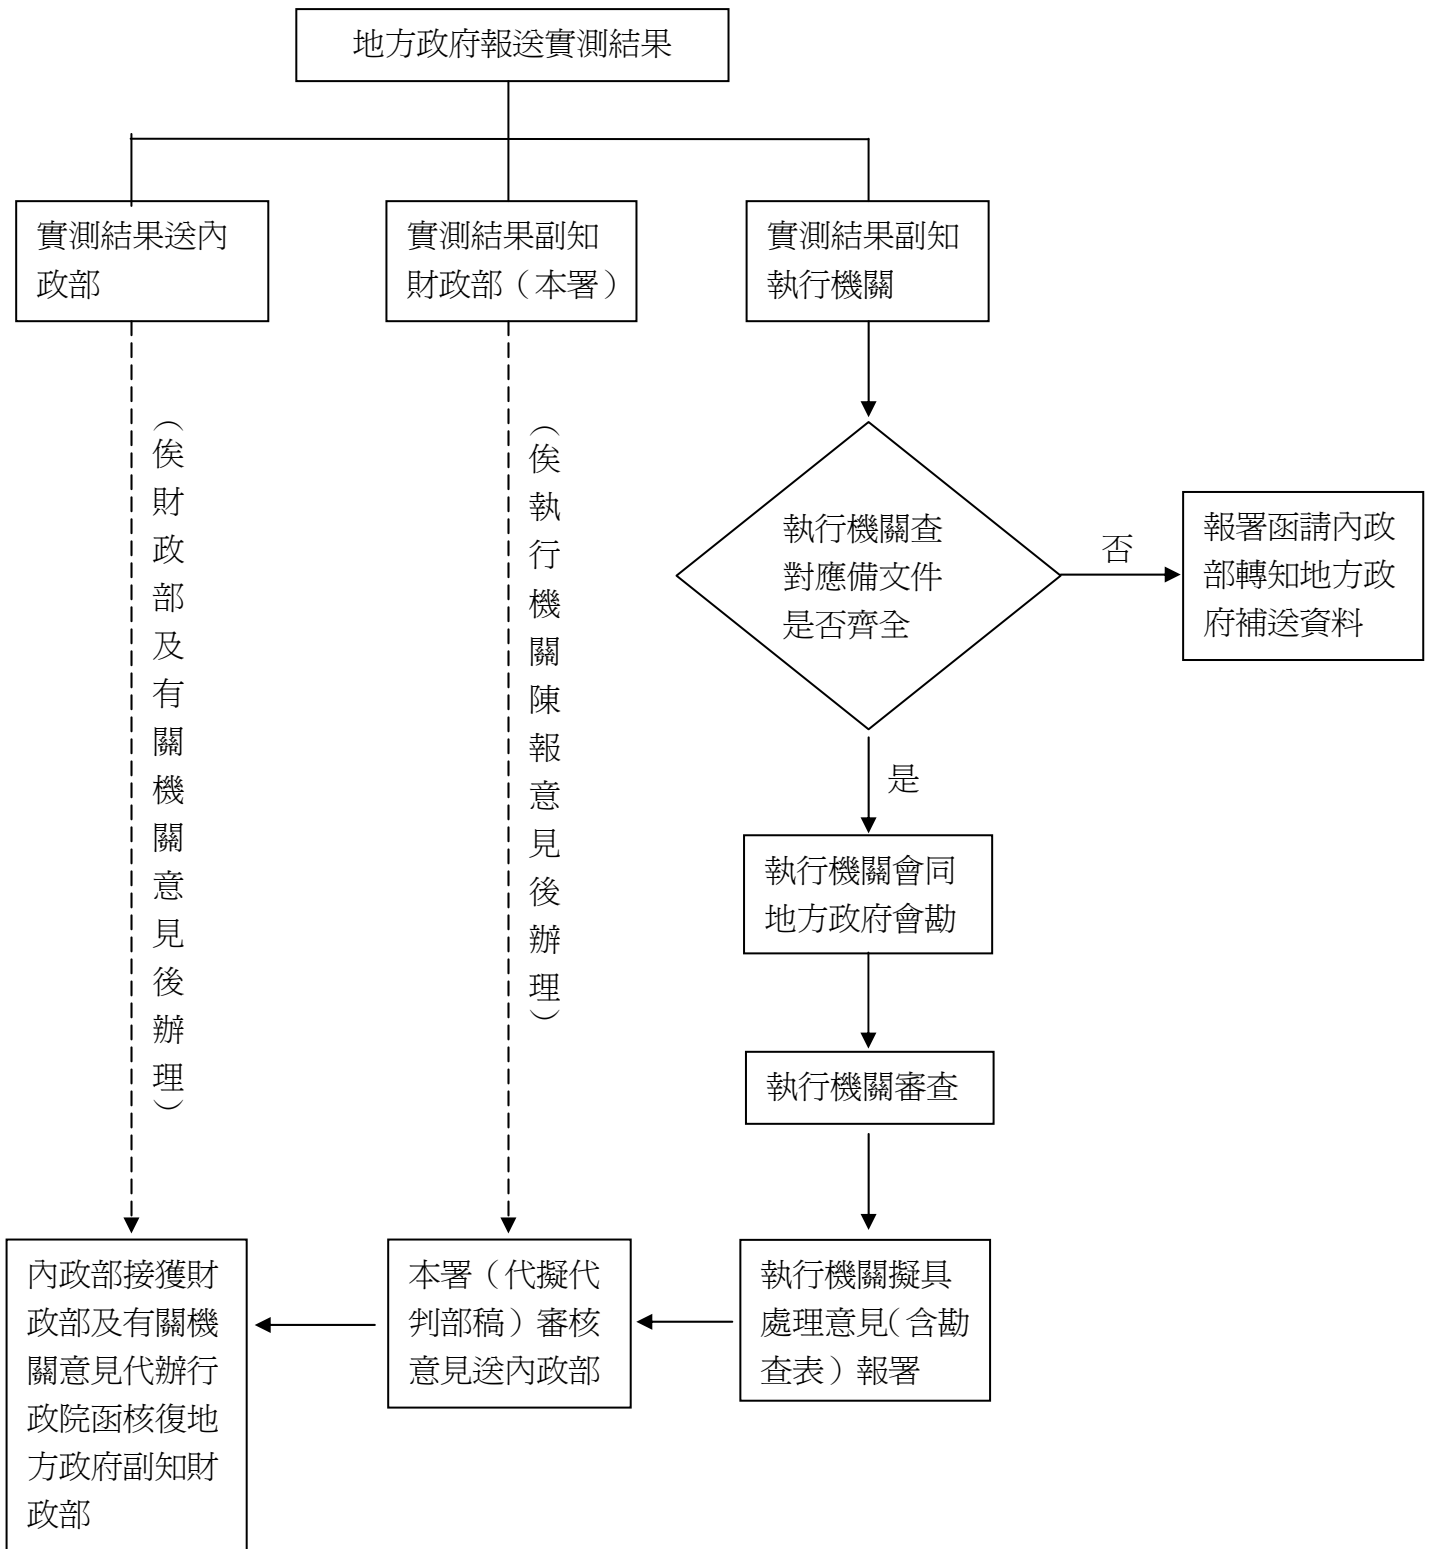 地方政府報送實測結果
實測結果送內
政部
實測結果副知
財政部（本署）
實測結果副知
執行機關
（俟財政部及有關機關意見後辦理）
（俟執行機關陳報意見後辦理）
執行機關查
對應備文件
是否齊全
否
報署函請內政
部轉知地方政
府補送資料
是
執行機關會同
地方政府會勘
執行機關審查
執行機關擬具
處理意見（含勘
查表）報署
本署（代擬代
判部稿）審核
意見送內政部
內政部接獲財
政部及有關機
關意見代辦行
政院函核復地
方政府副知財
政部